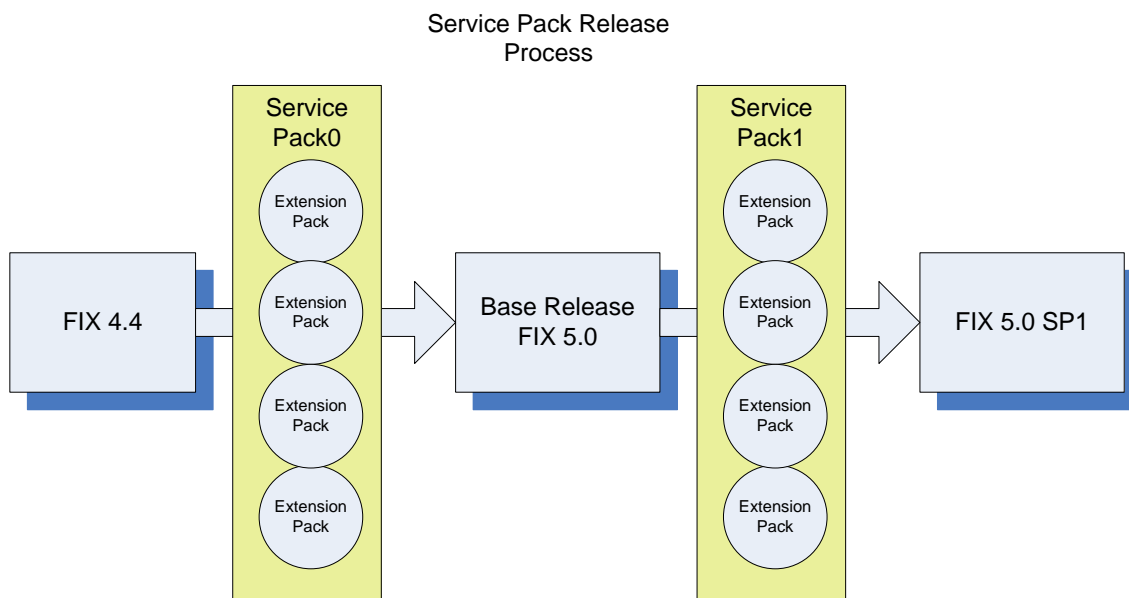 Service Pack Release
Process
Service
Pack0
Extension
Pack
Extension
Pack
Extension
Pack
Extension
Pack
Service
Pack1
Extension
Pack
Extension
Pack
Extension
Pack
Extension
Pack
FIX 4.4
Base Release
FIX 5.0
FIX 5.0 SP1